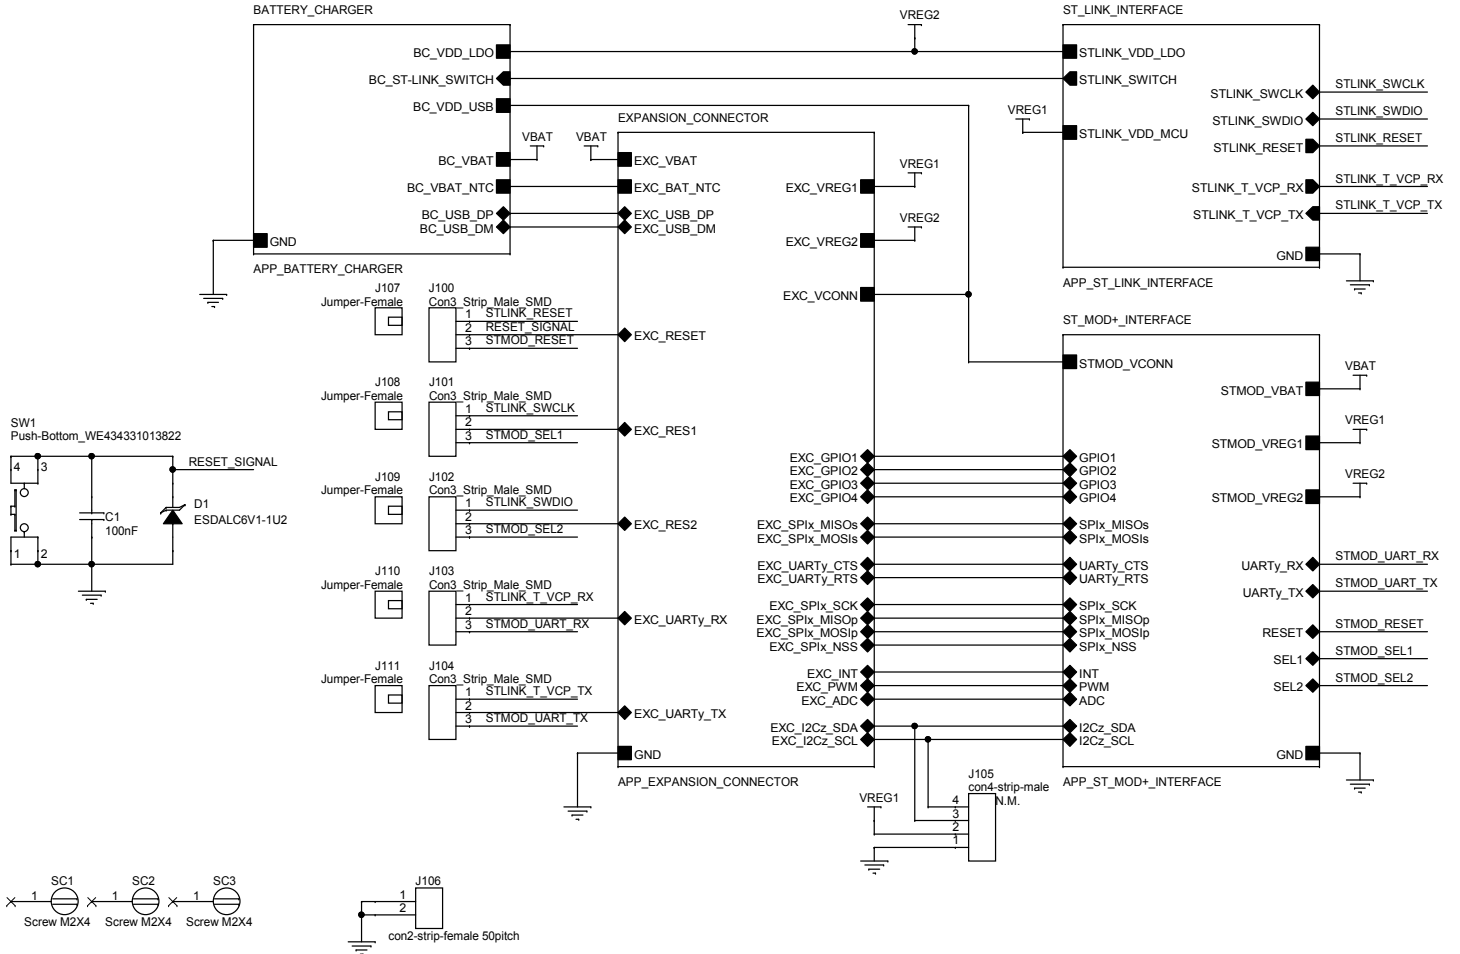 BATTERY_CHARGER
BC_VDD_LDO
BC_ST-LINK_SWITCH
BC_VDD_USB
BC_VBAT
BC_VBAT_NTC
BC_USB_DP
BC_USB_DM
GND
APP_BATTERY_CHARGER
VBAT
VBAT
VREG2
EXPANSION_CONNECTOR
EXC_VBAT
EXC_BAT_NTC
EXC_USB_DP
EXC_USB_DM
EXC_RESET
EXC_RES1
EXC_RES2
EXC_UARTy_RX
EXC_UARTy_TX
GND
EXC_VREG1
EXC_VREG2
EXC_VCONN
EXC_GPIO1
EXC_GPIO2
EXC_GPIO3
EXC_GPIO4
EXC_SPIx_MISOs
EXC_SPIx_MOSIs
EXC_UARTy_CTS
EXC_UARTy_RTS
EXC_SPIx_SCK
EXC_SPIx_MISOp
EXC_SPIx_MOSIp
EXC_SPIx_NSS
EXC_INT
EXC_PWM
EXC_ADC
EXC_I2Cz_SDA
EXC_I2Cz_SCL
APP_EXPANSION_CONNECTOR
VREG1
VREG2
ST_LINK_INTERFACE
STLINK_VDD_LDO
STLINK_SWITCH
VREG1
STLINK_VDD_MCU
STLINK_SWCLK
STLINK_SWCLK
STLINK_SWDIO
STLINK_SWDIO
STLINK_RESET
STLINK_RESET
STLINK_T_VCP_RX
STLINK_T_VCP_RX
STLINK_T_VCP_TX
STLINK_T_VCP_TX
GND
APP_ST_LINK_INTERFACE
ST_MOD+_INTERFACE
STMOD_VCONN
STMOD_VBAT
VBAT
STMOD_VREG1
VREG1
STMOD_VREG2
VREG2
GPIO1
GPIO2
GPIO3
GPIO4
SPIx_MISOs
SPIx_MOSIs
UARTy_CTS
UARTy_RTS
SPIx_SCK
SPIx_MISOp
SPIx_MOSIp
SPIx_NSS
INT
PWM
ADC
I2Cz_SDA
I2Cz_SCL
UARTy_RX
STMOD_UART_RX
UARTy_TX
STMOD_UART_TX
RESET
STMOD_RESET
SEL1
STMOD_SEL1
SEL2
STMOD_SEL2
GND
APP_ST_MOD+_INTERFACE
J107
Jumper-Female
J100
Con3_Strip_Male_SMD
1 STLINK_RESET
2 RESET_SIGNAL
3 STMOD_RESET
J108
Jumper-Female
J101
Con3_Strip_Male_SMD
1 STLINK_SWCLK
2
3 STMOD_SEL1
J109
Jumper-Female
J102
Con3_Strip_Male_SMD
1 STLINK_SWDIO
2
3 STMOD_SEL2
J110
Jumper-Female
J103
Con3_Strip_Male_SMD
1 STLINK_T_VCP_RX
2
3 STMOD_UART_RX
J111
Jumper-Female
J104
Con3_Strip_Male_SMD
1 STLINK_T_VCP_TX
2
3 STMOD_UART_TX
SW1
Push-Bottom_WE434331013822
4 3
1 2
C1
100nF
RESET_SIGNAL
D1
ESDALC6V1-1U2
J105
con4-strip-male
N.M.
VREG1
4
3
2
1
SC1
1
Screw M2X4
SC2
1
Screw M2X4
SC3
1
Screw M2X4
J106
1
2
con2-strip-female 50pitch